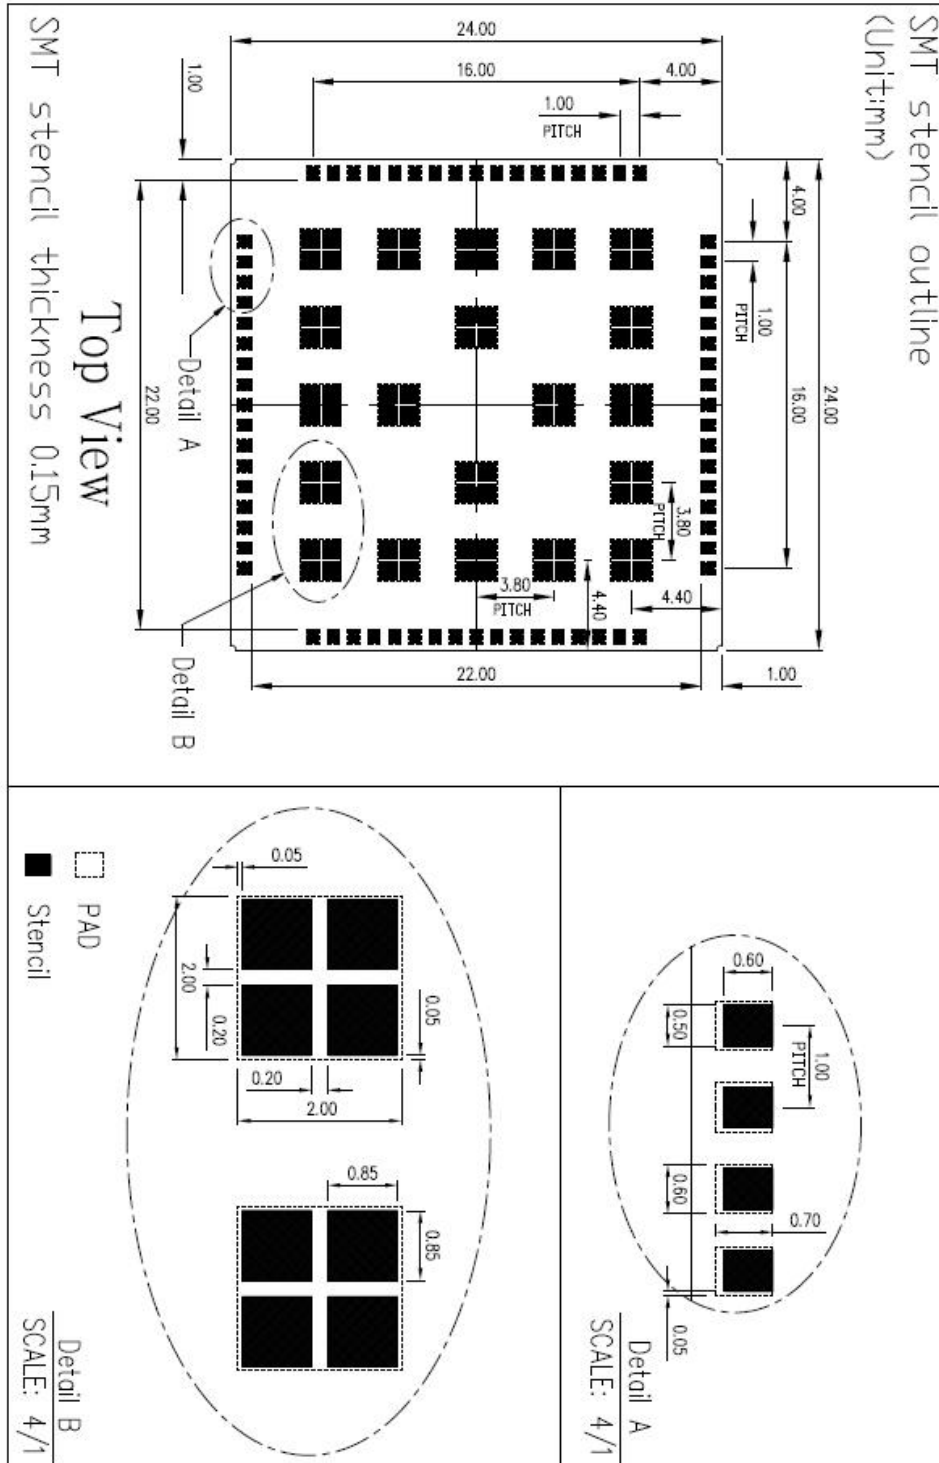 SMT stencil outline
(Unit:mm)
24.00
16.00
4.00
1.00
1.00
PITCH
4.00
24.00
1.00
PITCH
16.00
3.80
PITCH
3.80
PITCH
4.40
4.40
22.00
1.00
22.00
Detail A
Detail B
Top View
SMT stencil thickness 0.15mm
0.60
0.50
1.00
PITCH
0.60
0.70
0.05
Detail A
SCALE: 4/1
0.05
2.00
0.20
0.05
0.20
2.00
0.85
0.85
PAD
Stencil
Detail B
SCALE: 4/1